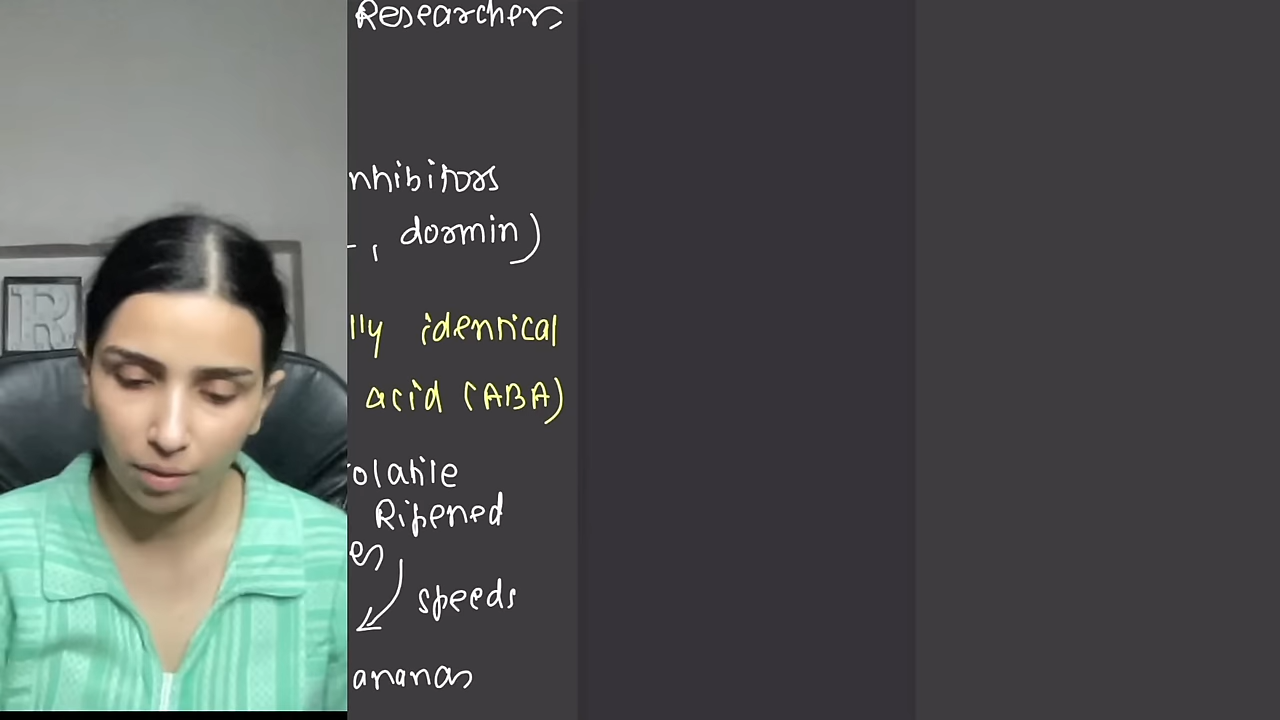 Researchers
nhibitors
, dormin)
lly identical
acid (ABA)
olatile
Ripened
es
speeds
ananas
R